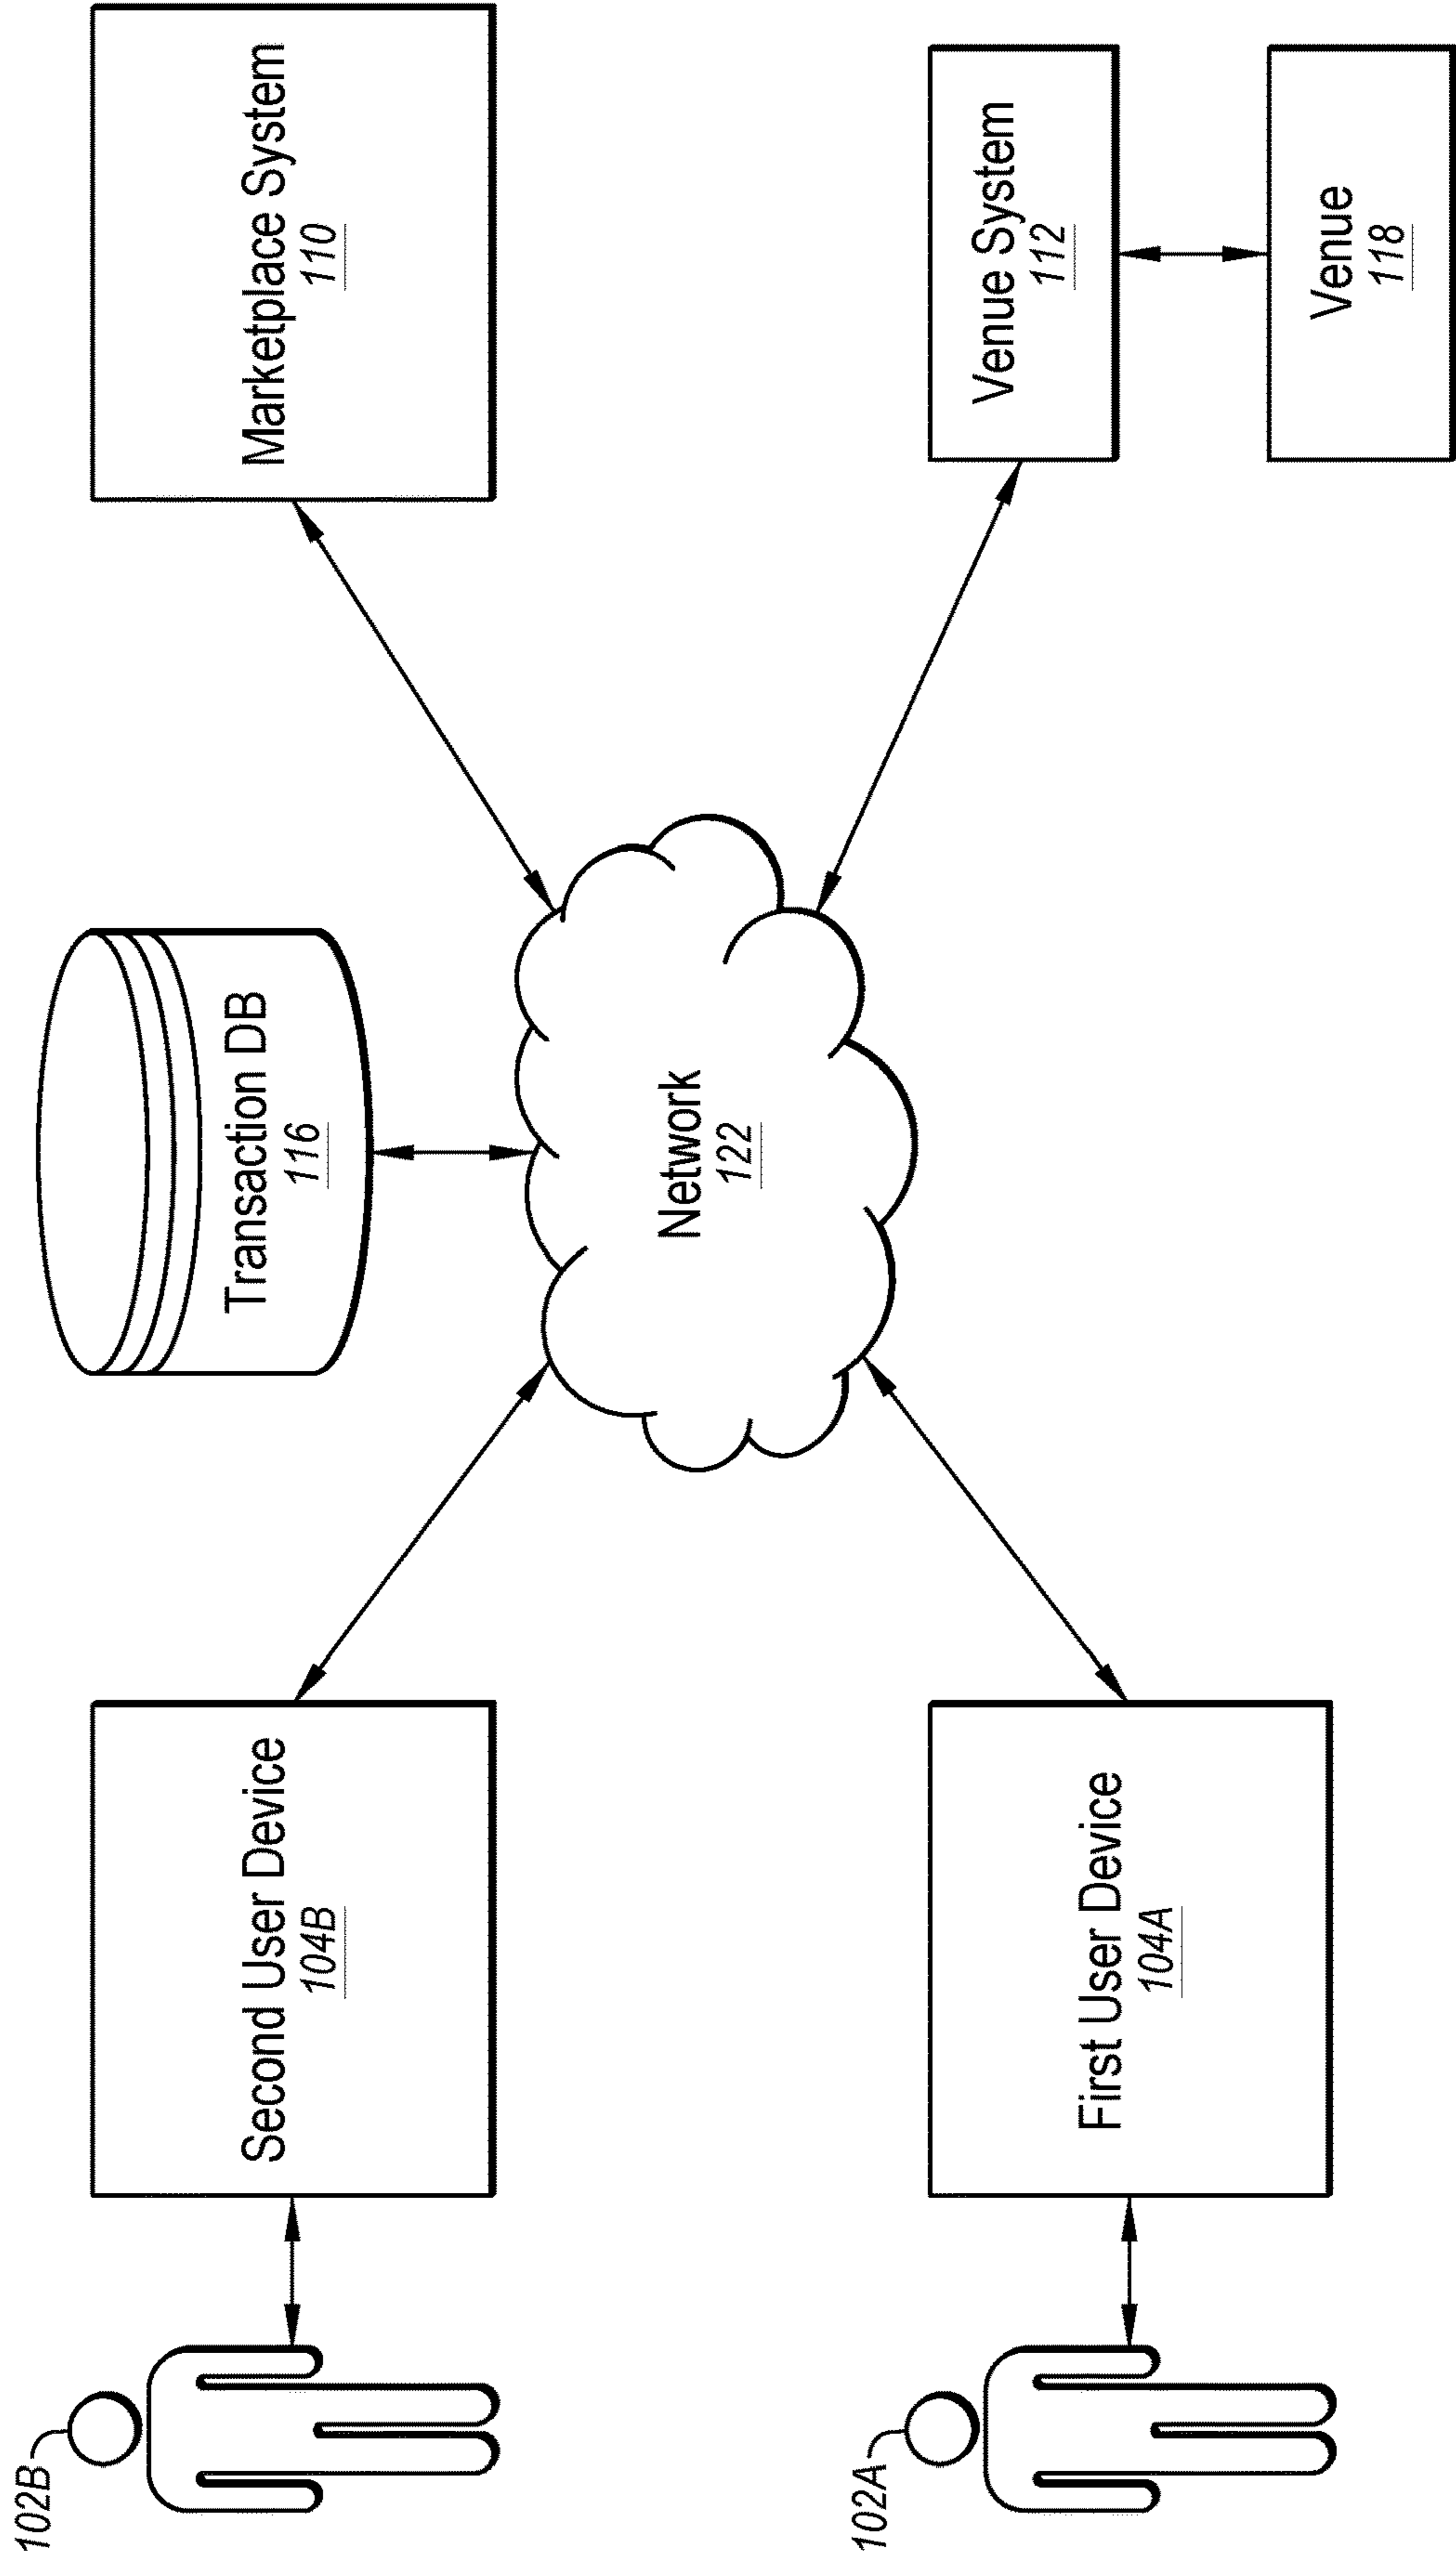 102B
Second User Device
104B
Transaction DB
116
Marketplace System
110
Network
122
102A
First User Device
104A
Venue System
112
Venue
118